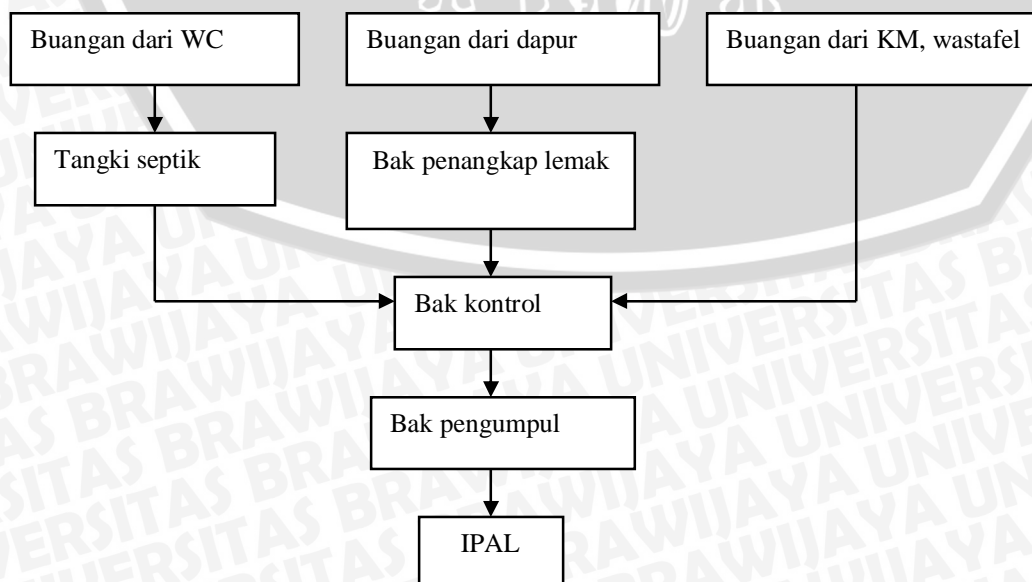 Buangan dari WC
Buangan dari dapur
Buangan dari KM, wastafel
Tangki septik
Bak penangkap lemak
Bak kontrol
Bak pengumpul
IPAL